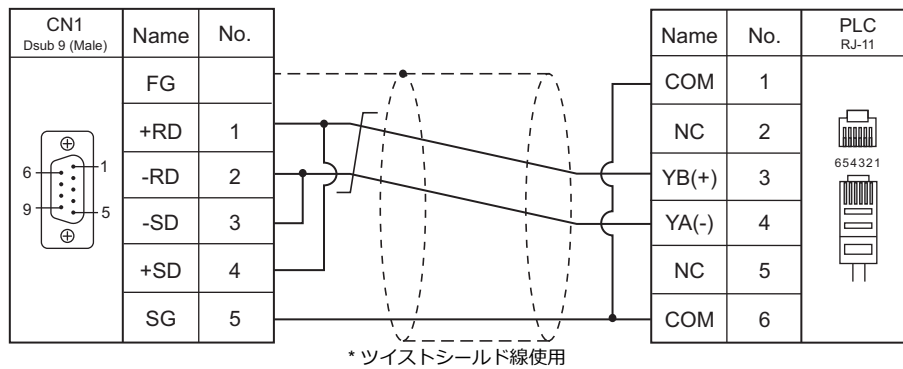 CN1
Dsub 9 (Male)
Name
No.
FG
+RD
1
-RD
2
-SD
3
+SD
4
SG
5
6
1
9
5
Name
No.
PLC
RJ-11
COM
1
NC
2
YB(+)
3
YA(-)
4
NC
5
COM
6
654321
* ツイストシールド線使用